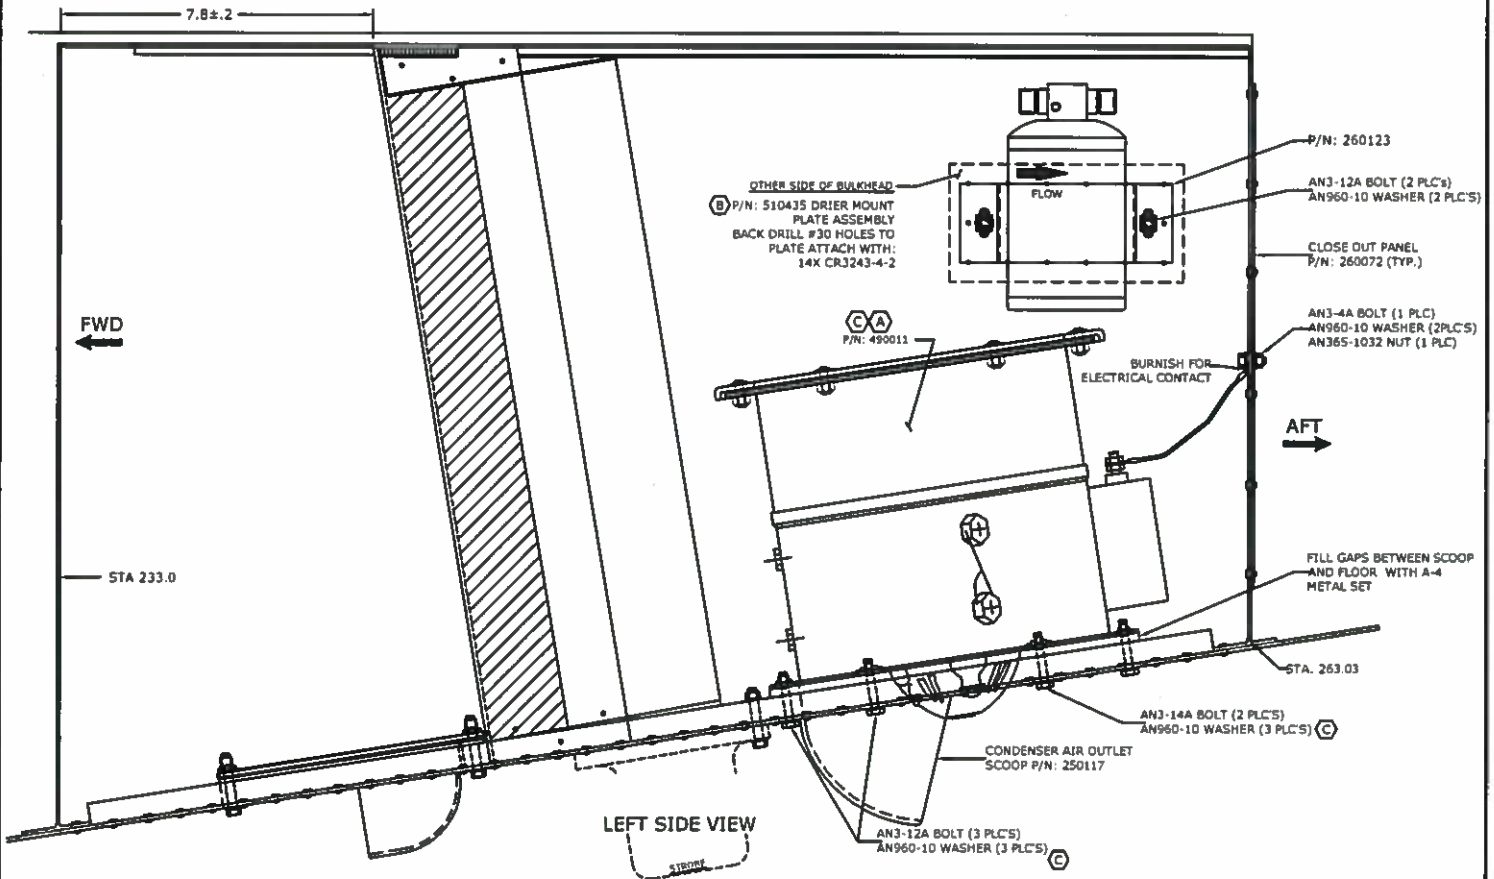 7.8±.2
P/N: 260123
OTHER SIDE OF BULKHEAD
B P/N: 510435 DRIER MOUNT
PLATE ASSEMBLY
BACK DRILL #30 HOLES TO
PLATE ATTACH WITH:
14X CR3243-4-2
FLOW
AN3-12A BOLT (2 PLC's)
AN960-10 WASHER (2 PLC'S)
CLOSE OUT PANEL
P/N: 260072 (TYP.)
FWD
C A
P/N: 490011
AN3-4A BOLT (1 PLC)
AN960-10 WASHER (2PLC'S)
AN365-1032 NUT (1 PLC)
BURNISH FOR
ELECTRICAL CONTACT
AFT
STA 233.0
FILL GAPS BETWEEN SCOOP
AND FLOOR WITH A-4
METAL SET
STA. 263.03
AN3-14A BOLT (2 PLC'S)
AN960-10 WASHER (3 PLC'S) C
CONDENSER AIR OUTLET
SCOOP P/N: 250117
LEFT SIDE VIEW
AN3-12A BOLT (3 PLC'S)
AN960-10 WASHER (3 PLC'S) C
STROBE